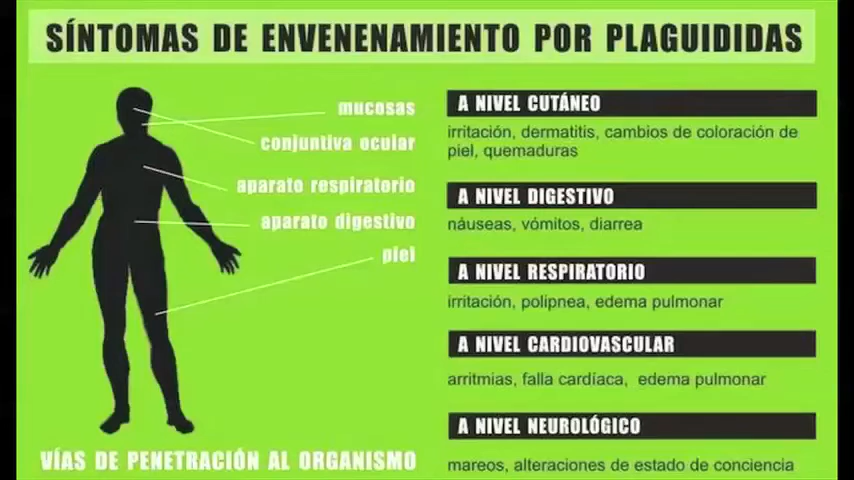 SÍNTOMAS DE ENVENENAMIENTO POR PLAGUIDIDAS
mucosas
conjuntiva ocular
aparato respiratorio
aparato digestivo
piel
VÍAS DE PENETRACIÓN AL ORGANISMO
A NIVEL CUTÁNEO
irritación, dermatitis, cambios de coloración de
piel, quemaduras
A NIVEL DIGESTIVO
náuseas, vómitos, diarrea
A NIVEL RESPIRATORIO
irritación, polipnea, edema pulmonar
A NIVEL CARDIOVASCULAR
arritmias, falla cardíaca, edema pulmonar
A NIVEL NEUROLÓGICO
mareos, alteraciones de estado de conciencia